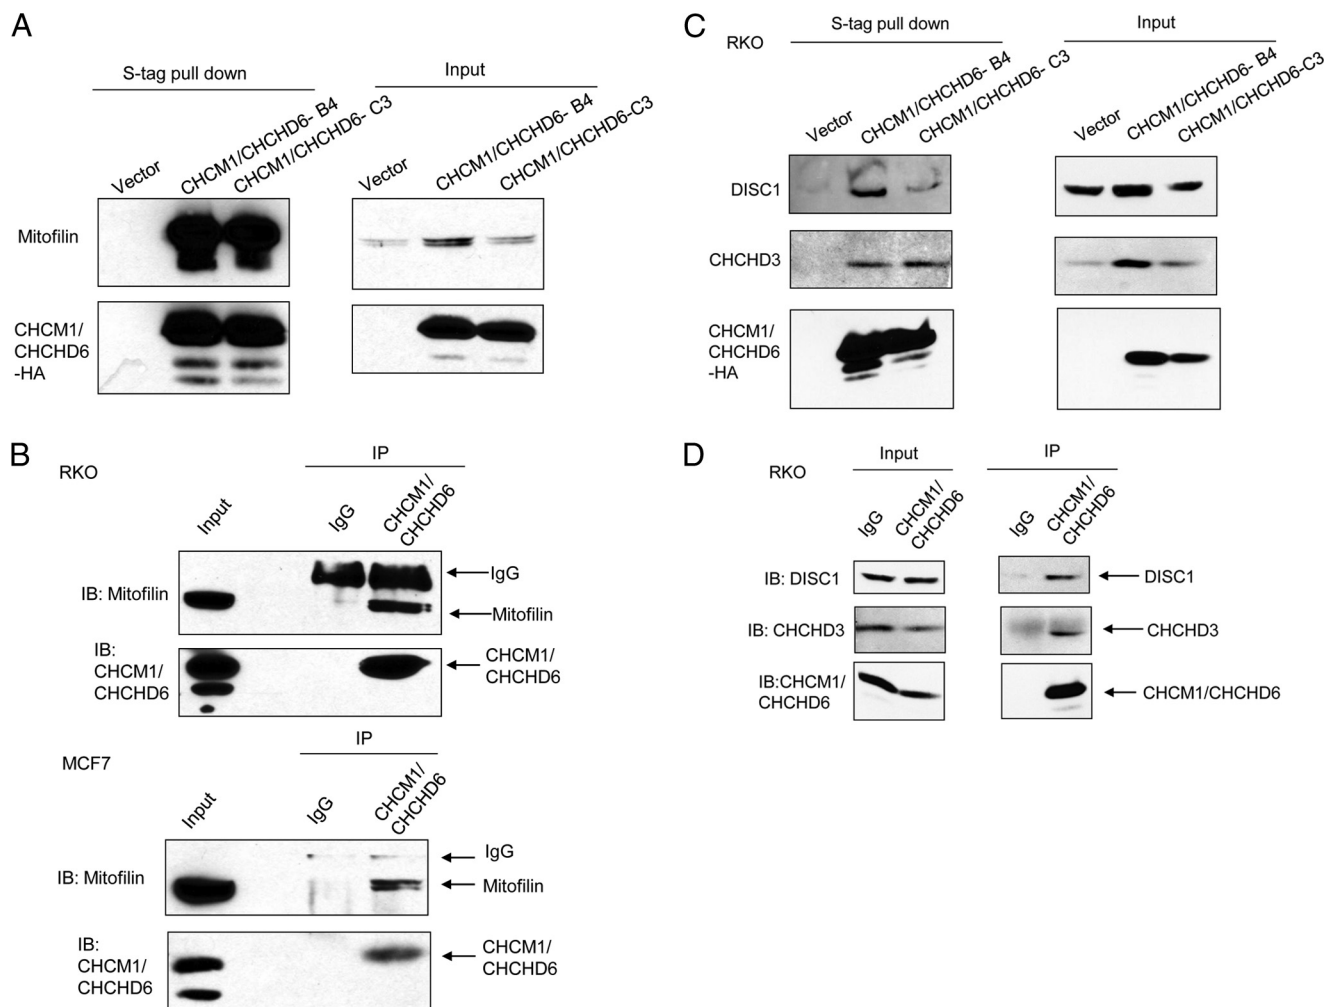 A
S-tag pull down
Input
Vector
CHCM1/CHCHD6- B4
CHCM1/CHCHD6- C3
Vector
CHCM1/CHCHD6- B4
CHCM1/CHCHD6-C3
Mitofilin
CHCM1/
CHCHD6
-HA
B
RKO
IP
Input
IgG
CHCM1/
CHCHD6
IB: Mitofilin
IgG
Mitofilin
IB:
CHCM1/
CHCHD6
CHCM1/
CHCHD6
MCF7
IP
Input
IgG
CHCM1/
CHCHD6
IB: Mitofilin
IgG
Mitofilin
IB:
CHCM1/
CHCHD6
CHCM1/
CHCHD6
C
RKO
S-tag pull down
Input
Vector
CHCM1/CHCHD6- B4
CHCM1/CHCHD6- C3
Vector
CHCM1/CHCHD6- B4
CHCM1/CHCHD6-C3
DISC1
CHCHD3
CHCM1/
CHCHD6
-HA
D
RKO
Input
IP
IgG
CHCM1/
CHCHD6
IgG
CHCM1/
CHCHD6
IB: DISC1
DISC1
IB: CHCHD3
CHCHD3
IB:CHCM1/
CHCHD6
CHCM1/CHCHD6